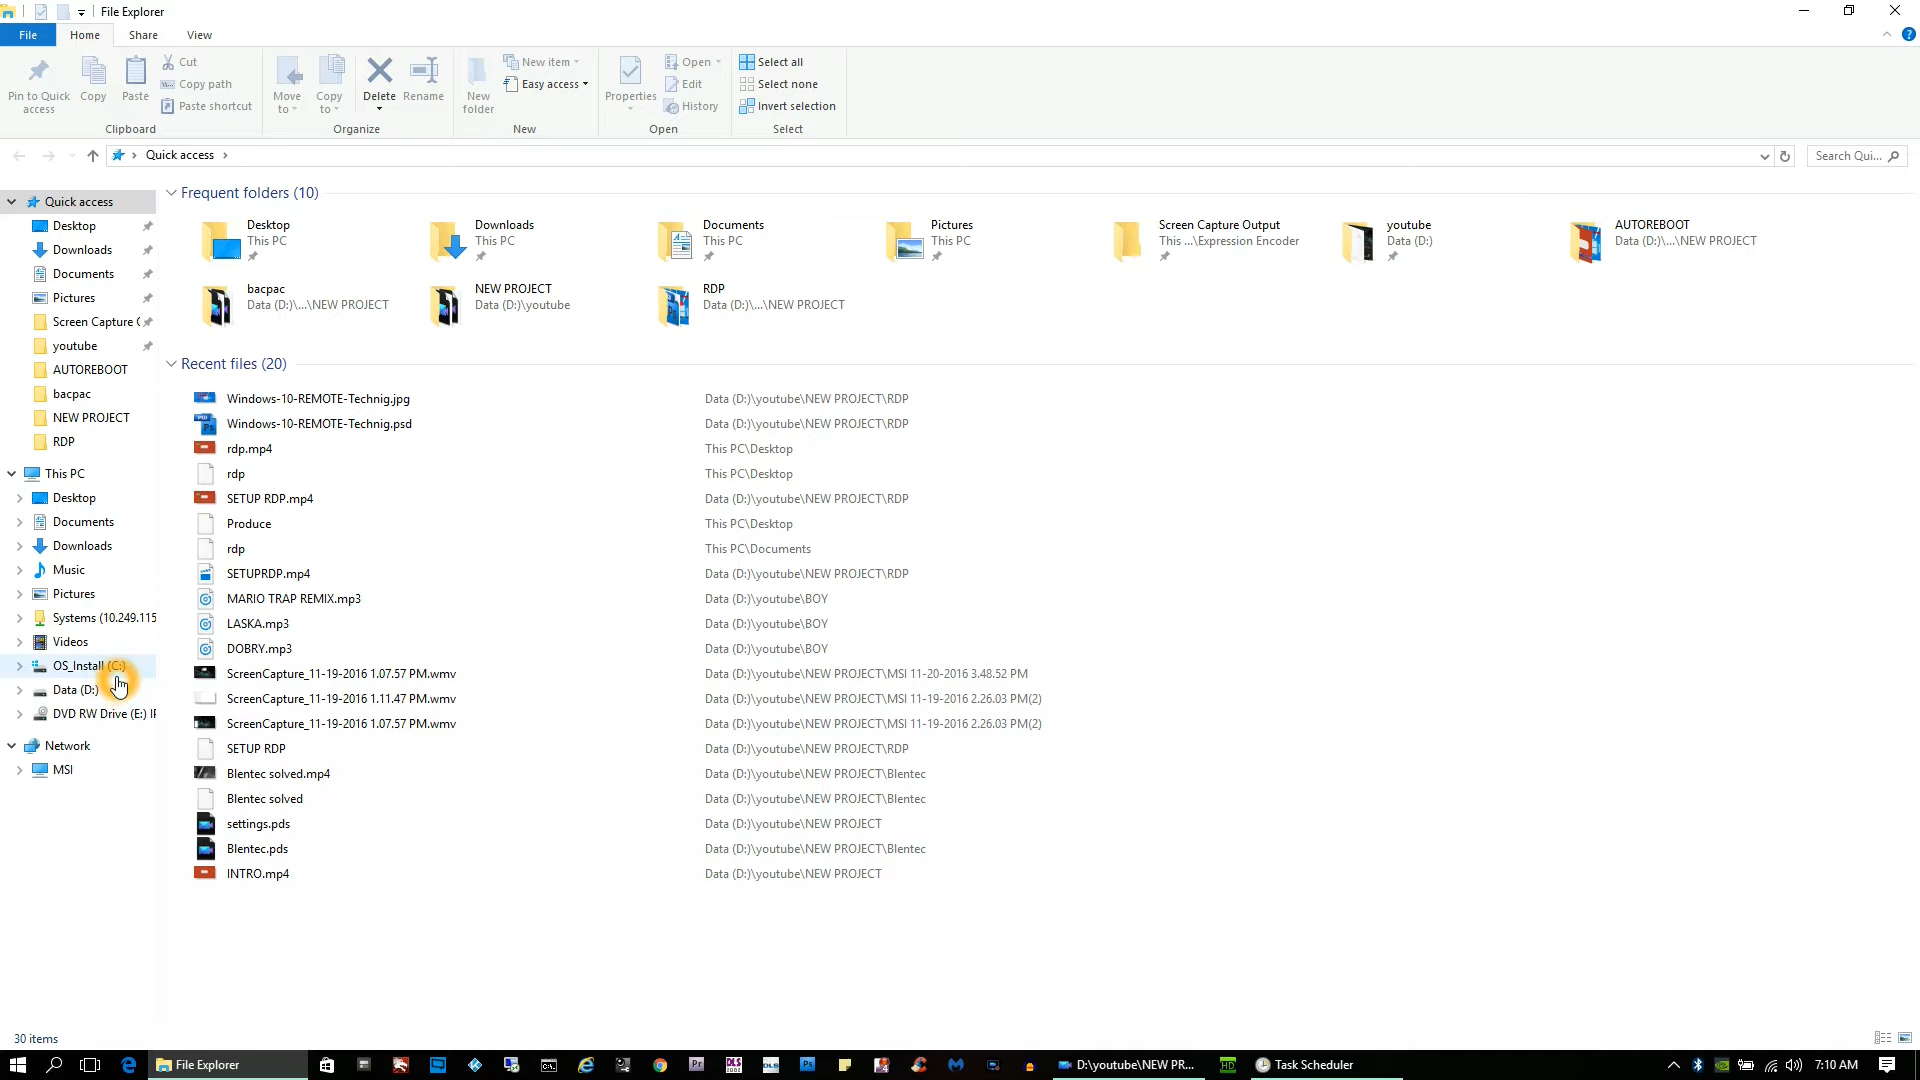 File Explorer
File Home Share View
Pin to Quick access
Copy
Paste
Cut
Copy path
Paste shortcut
Clipboard
Move to
Copy to
Delete
Rename
Organize
New folder
New item
Easy access
New
Properties
Open
Edit
History
Open
Select all
Select none
Invert selection
Select
Quick access
Search Qui...
Quick access
Desktop
Downloads
Documents
Pictures
Screen Capture
youtube
AUTOREBOOT
bacpac
NEW PROJECT
RDP
This PC
Desktop
Documents
Downloads
Music
Pictures
Systems (10.249.115
Videos
OS_Install (C:)
Data (D:)
DVD RW Drive (E:)
Network
MSI
Frequent folders (10)
Desktop
This PC
Downloads
This PC
Documents
This PC
Pictures
This PC
Screen Capture Output
This ...\Expression Encoder
youtube
Data (D:)
AUTOREBOOT
Data (D:)\...\NEW PROJECT
bacpac
Data (D:)\...\NEW PROJECT
NEW PROJECT
Data (D:)\youtube
RDP
Data (D:)\...\NEW PROJECT
Recent files (20)
Windows-10-REMOTE-Technig.jpg Data (D:)\youtube\NEW PROJECT\RDP
Windows-10-REMOTE-Technig.psd Data (D:)\youtube\NEW PROJECT\RDP
rdp.mp4 This PC\Desktop
rdp This PC\Desktop
SETUP RDP.mp4 Data (D:)\youtube\NEW PROJECT\RDP
Produce This PC\Desktop
rdp This PC\Documents
SETUPRDP.mp4 Data (D:)\youtube\NEW PROJECT\RDP
MARIO TRAP REMIX.mp3 Data (D:)\youtube\BOY
LASKA.mp3 Data (D:)\youtube\BOY
DOBRY.mp3 Data (D:)\youtube\BOY
ScreenCapture_11-19-2016 1.07.57 PM.wmv Data (D:)\youtube\NEW PROJECT\MSI 11-20-2016 3.48.52 PM
ScreenCapture_11-19-2016 1.11.47 PM.wmv Data (D:)\youtube\NEW PROJECT\MSI 11-19-2016 2.26.03 PM(2)
ScreenCapture_11-19-2016 1.07.57 PM.wmv Data (D:)\youtube\NEW PROJECT\MSI 11-19-2016 2.26.03 PM(2)
SETUP RDP Data (D:)\youtube\NEW PROJECT\RDP
Blentec solved.mp4 Data (D:)\youtube\NEW PROJECT\Blentec
Blentec solved Data (D:)\youtube\NEW PROJECT\Blentec
settings.pds Data (D:)\youtube\NEW PROJECT
Blentec.pds Data (D:)\youtube\NEW PROJECT\Blentec
INTRO.mp4 Data (D:)\youtube\NEW PROJECT
30 items
File Explorer
Pr
Ps
D:\youtube\NEW PR...
HD
Task Scheduler
7:10 AM